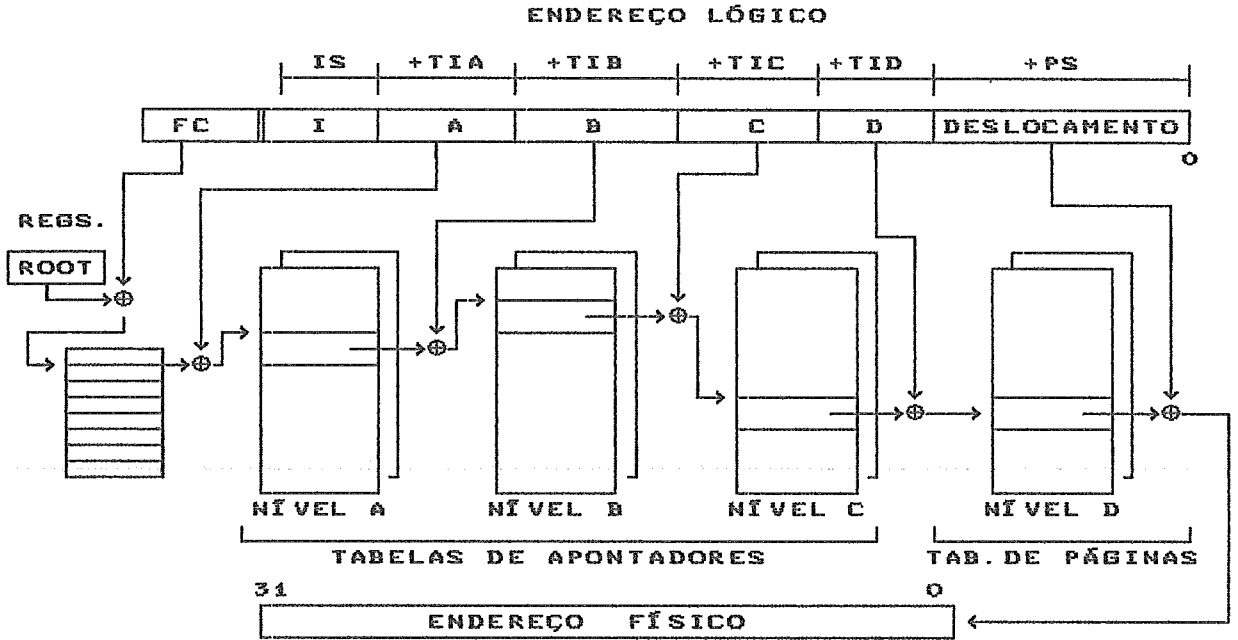 ENDEREÇO LÓGICO
IS +TIA +TIB +TIC +TID +PS
FC I A B C D DESLOCAMENTO
0
REGS.
ROOT
NÍVEL A NÍVEL B NÍVEL C NÍVEL D
TABELAS DE APONTADORES TAB. DE PÁGINAS
31 0
ENDEREÇO FÍSICO